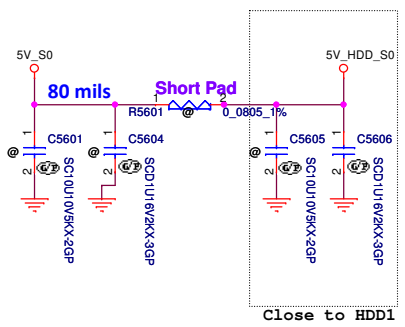 5V_S0
5V_HDD_S0
80 mils
Short Pad
1
2
R5601
@
0_0805_1%
1
C5601
@
2
G/P
SC10U10V5KX-2GP
1
C5604
@
2
G/P
SCD1U16V2KX-3GP
1
C5605
@
2
G/P
SC10U10V5KX-2GP
1
C5606
2
G/P
SCD1U16V2KX-3GP
Close to HDD1